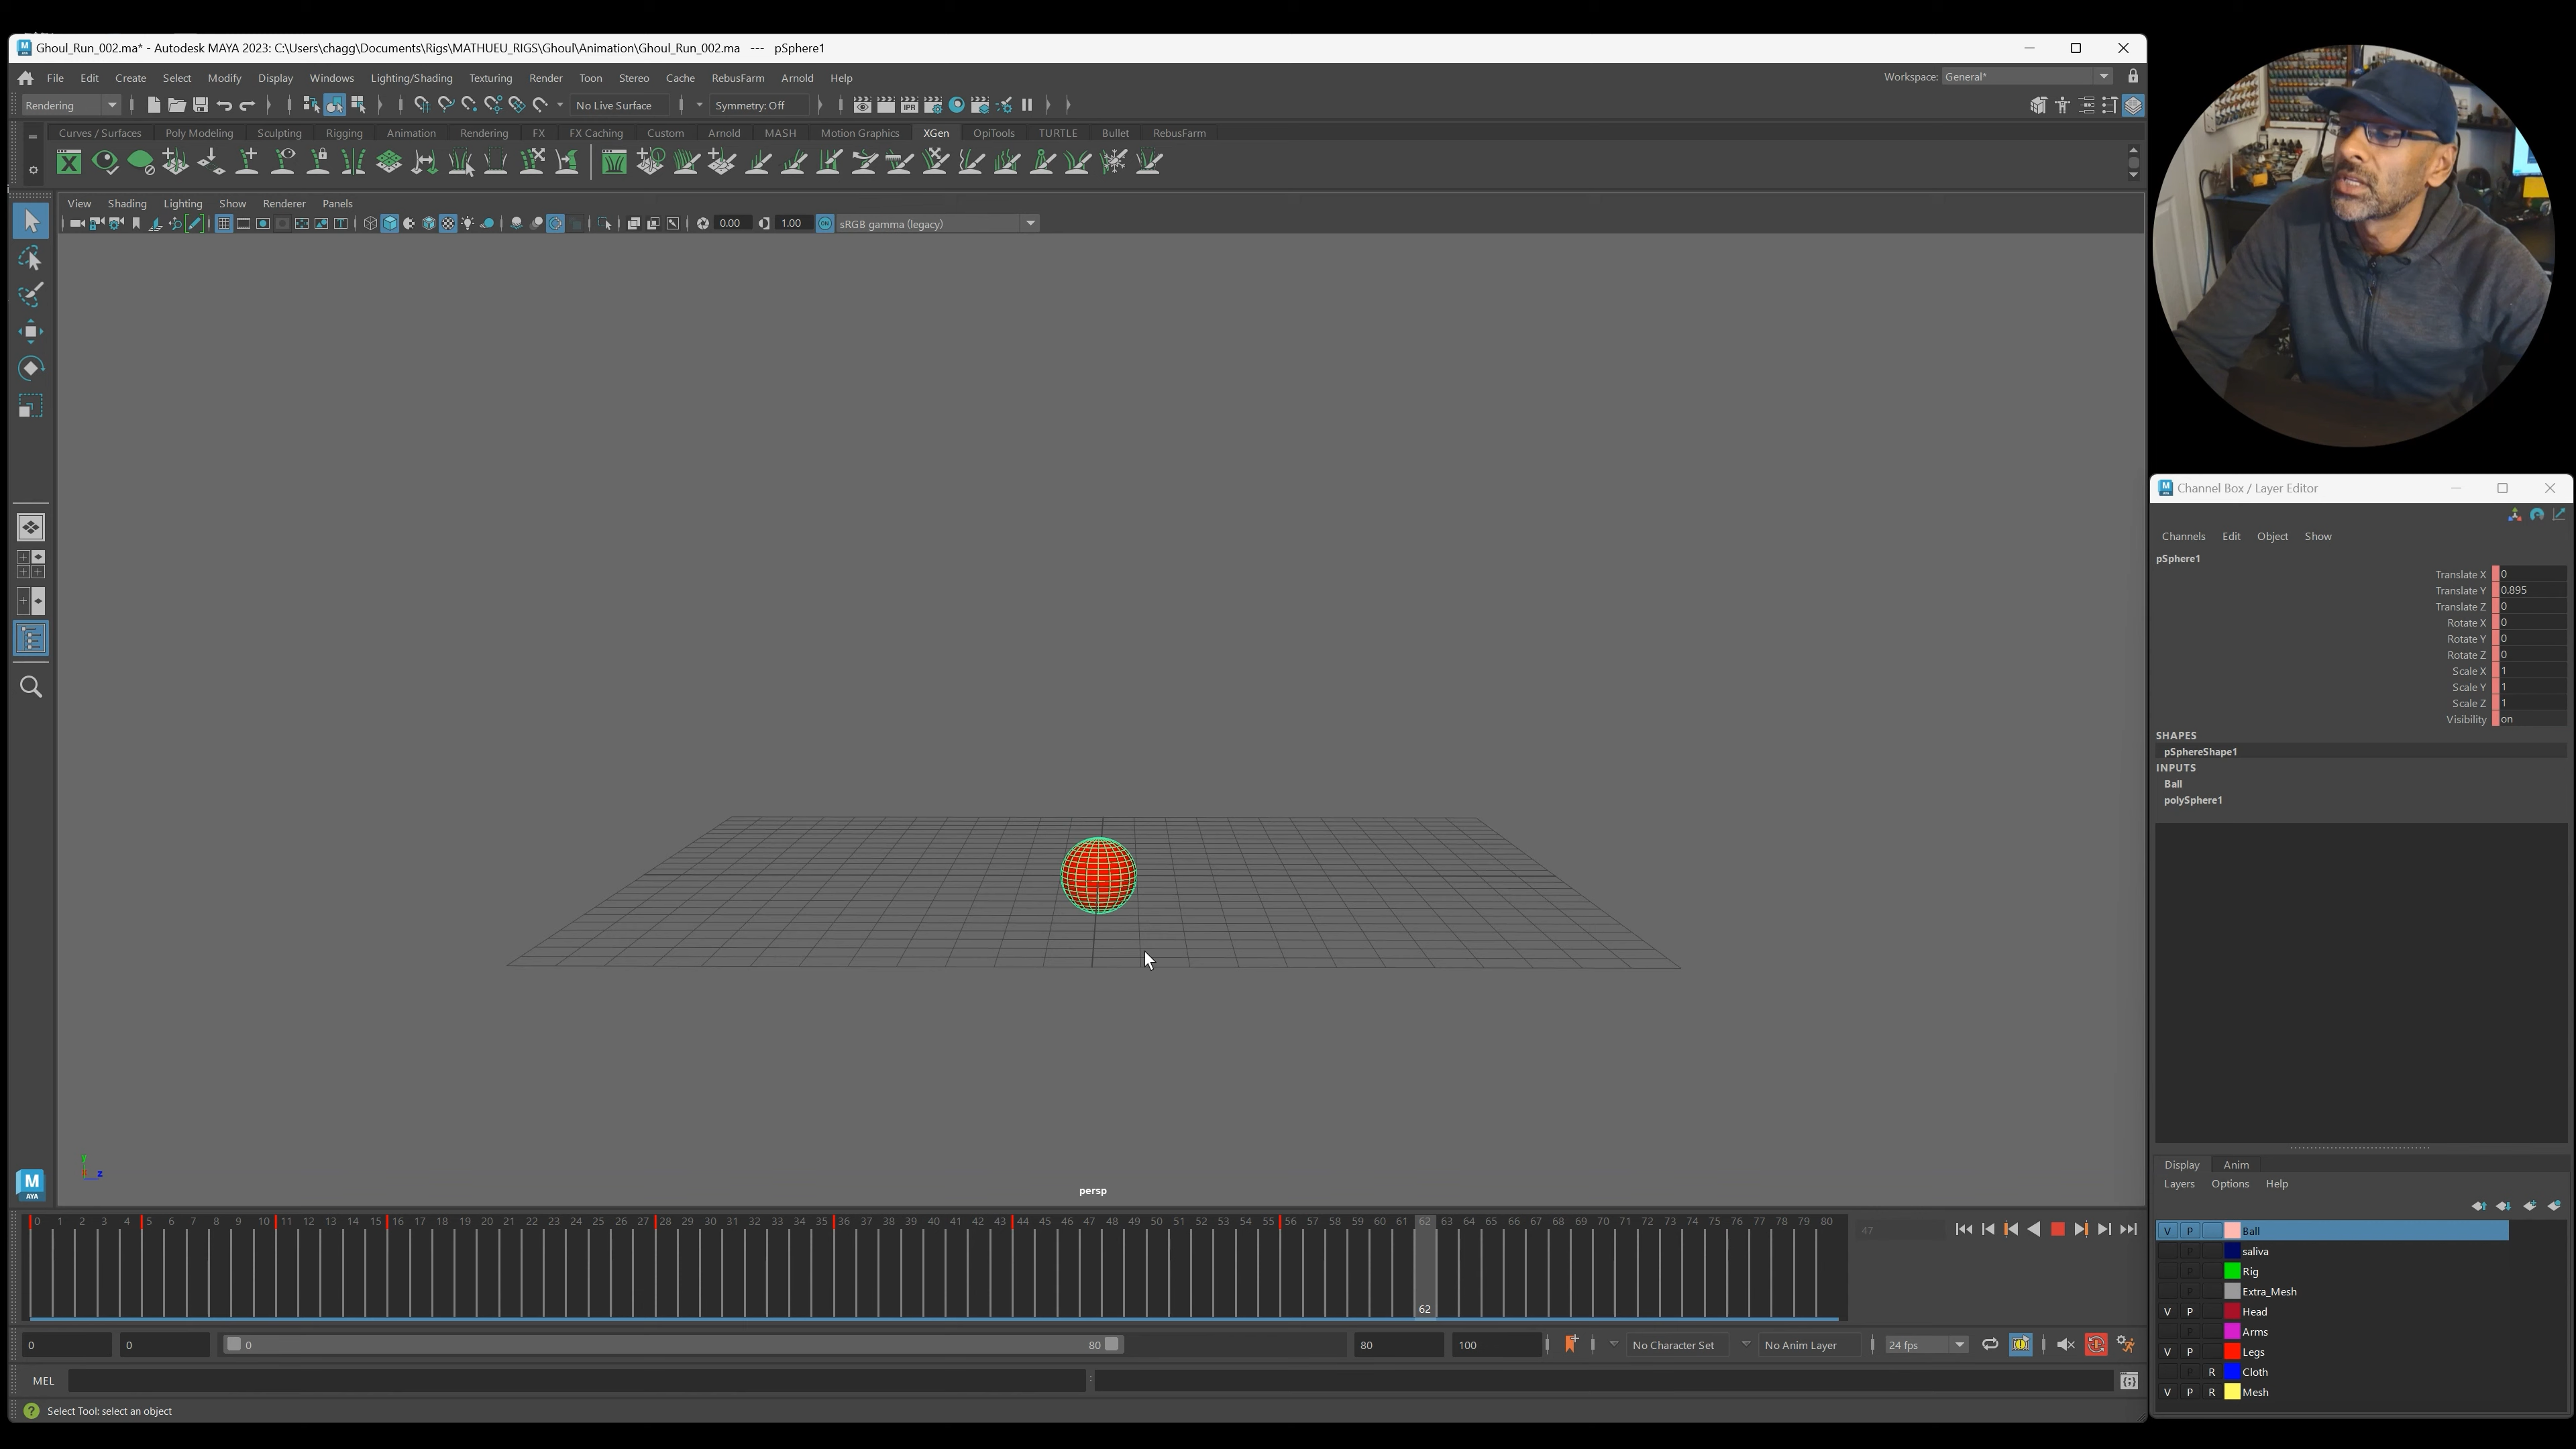 Ghoul_Run_002.ma* - Autodesk MAYA 2023: C:\Users\chagg\Documents\Rigs\MATHUEU_RIGS\Ghoul\Animation\Ghoul_Run_002.ma --- pSphere1
File Edit Create Select Modify Display Windows Lighting/Shading Texturing Render Toon Stereo Cache RebusFarm Arnold Help
Workspace: General*
Rendering No Live Surface Symmetry: Off IPR
Curves / Surfaces Poly Modeling Sculpting Rigging Animation Rendering FX FX Caching Custom Arnold MASH Motion Graphics XGen OpiTools TURTLE Bullet RebusFarm
View Shading Lighting Show Renderer Panels
0.00 1.00 ON sRGB gamma (legacy)
Channel Box / Layer Editor
Channels Edit Object Show
pSphere1
Translate X 0
Translate Y 0.895
Translate Z 0
Rotate X 0
Rotate Y 0
Rotate Z 0
Scale X 1
Scale Y 1
Scale Z 1
Visibility on
SHAPES
pSphereShape1
INPUTS
Ball
polySphere1
y
z
persp
M
AYA
Display Anim
Layers Options Help
V P Ball
P saliva
P Rig
P Extra_Mesh
V P Head
P Arms
V P Legs
P R Cloth
V P R Mesh
0 1 2 3 4 5 6 7 8 9 10 11 12 13 14 15 16 17 18 19 20 21 22 23 24 25 26 27 28 29 30 31 32 33 34 35 36 37 38 39 40 41 42 43 44 45 46 47 48 49 50 51 52 53 54 55 56 57 58 59 60 61 62 63 64 65 66 67 68 69 70 71 72 73 74 75 76 77 78 79 80
47
62
0 0 0 80 80 100 No Character Set No Anim Layer 24 fps
MEL
Select Tool: select an object